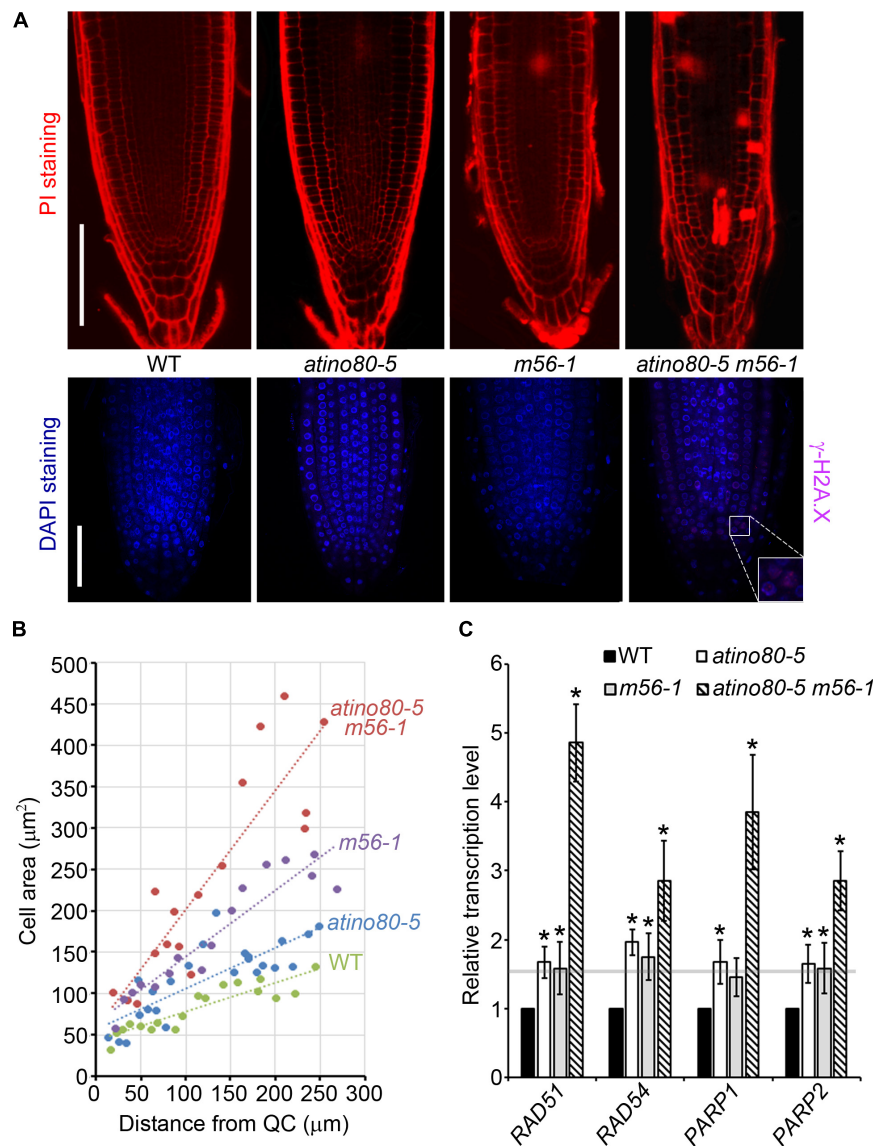 A
PI staining
WT
atino80-5
m56-1
atino80-5 m56-1
DAPI staining
γ-H2A.X
B
500
450
400
350
300
250
200
150
100
50
0
0
50
100
150
200
250
300
Cell area (μm²)
Distance from QC (μm)
atino80-5
m56-1
m56-1
atino80-5
WT
C
WT
atino80-5
m56-1
atino80-5 m56-1
6
5
4
3
2
1
0
Relative transcription level
*
*
*
*
*
*
*
*
*
*
*
RAD51
RAD54
PARP1
PARP2